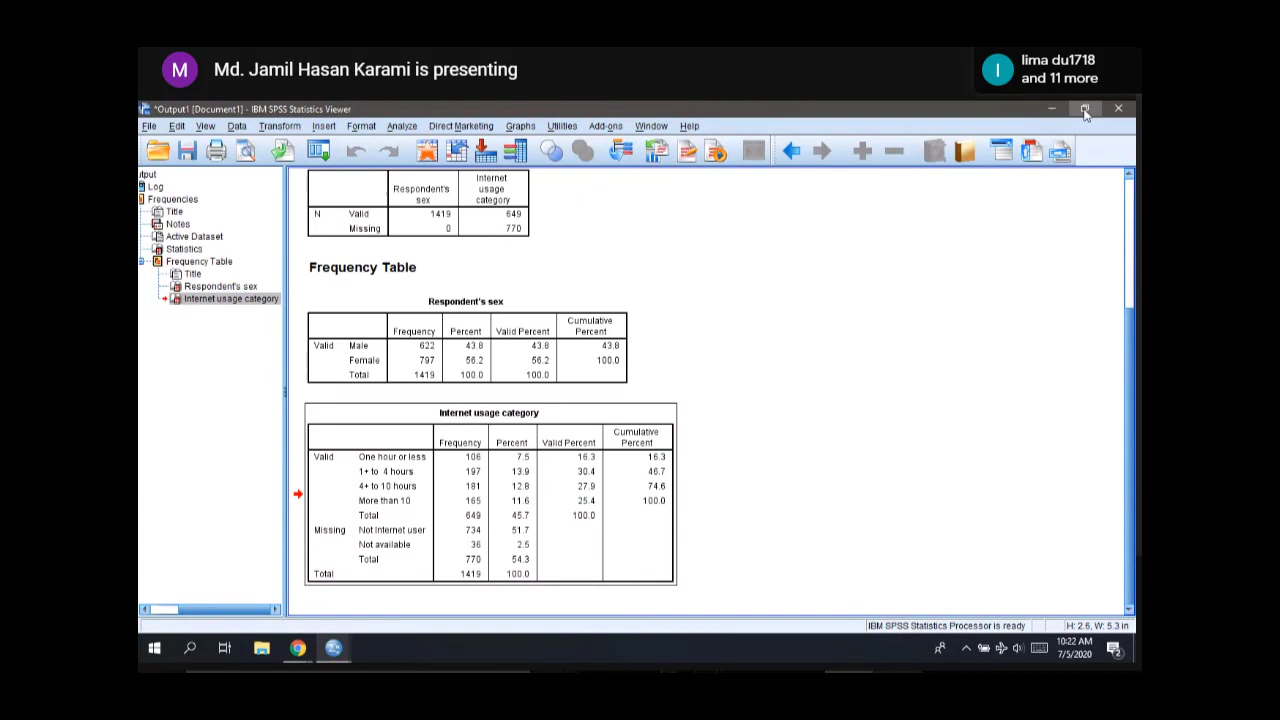 M Md. Jamil Hasan Karami is presenting
I lima du1718
and 11 more
*Output1 [Document1] - IBM SPSS Statistics Viewer
File Edit View Data Transform Insert Format Analyze Direct Marketing Graphs Utilities Add-ons Window Help
tput
Log
Frequencies
Title
Notes
Active Dataset
Statistics
Frequency Table
Title
Respondent's sex
Internet usage category
Respondent's sex Internet usage category
N Valid 1419 649
Missing 0 770
Frequency Table
Respondent's sex
Frequency Percent Valid Percent Cumulative Percent
Valid Male 622 43.8 43.8 43.8
Female 797 56.2 56.2 100.0
Total 1419 100.0 100.0
Internet usage category
Frequency Percent Valid Percent Cumulative Percent
Valid One hour or less 106 7.5 16.3 16.3
1+ to 4 hours 197 13.9 30.4 46.7
4+ to 10 hours 181 12.8 27.9 74.6
More than 10 165 11.6 25.4 100.0
Total 649 45.7 100.0
Missing Not Internet user 734 51.7
Not available 36 2.5
Total 770 54.3
Total 1419 100.0
IBM SPSS Statistics Processor is ready H: 2.6, W: 5.3 in
10:22 AM
7/5/2020
2